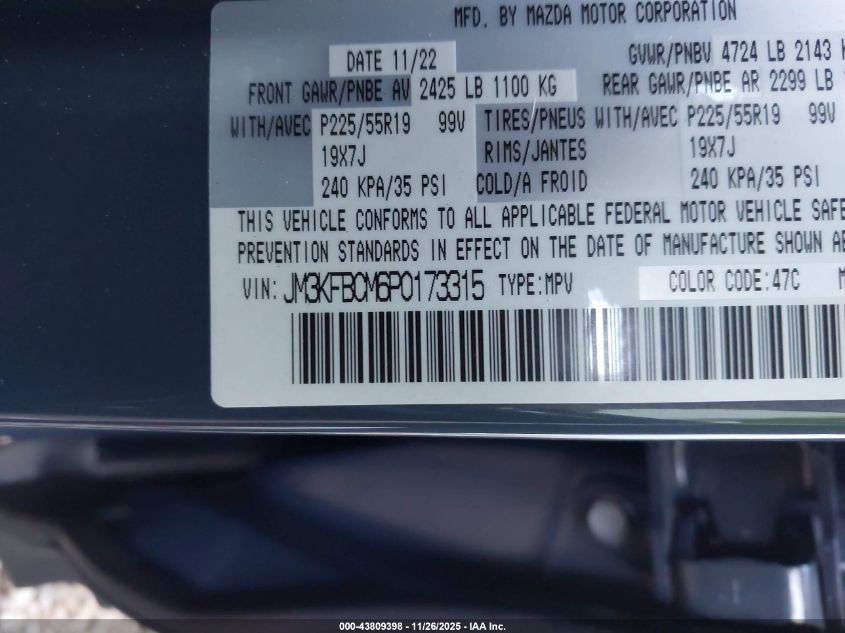 MFD. BY MAZDA MOTOR CORPORATION
DATE 11/22 GVWR/PNBV 4724 LB 2143
FRONT GAWR/PNBE AV 2425 LB 1100 KG REAR GAWR/PNBE AR 2299 LB
WITH/AVEC P225/55R19 99V TIRES/PNEUS WITH/AVEC P225/55R19 99V
19X7J RIMS/JANTES 19X7J
240 KPA/35 PSI COLD/A FROID 240 KPA/35 PSI
THIS VEHICLE CONFORMS TO ALL APPLICABLE FEDERAL MOTOR VEHICLE SAFE
PREVENTION STANDARDS IN EFFECT ON THE DATE OF MANUFACTURE SHOWN AB
VIN: JM3KFBCM6P0173315 TYPE:MPV COLOR CODE:47C M
000-43809398 - 11/26/2025 - IAA Inc.